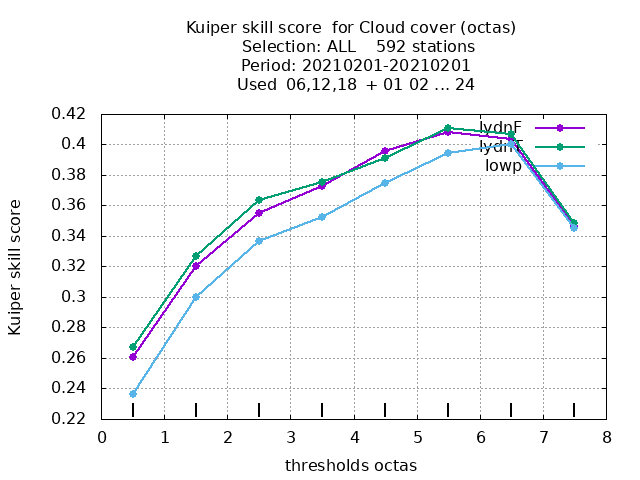 Kuiper skill score for Cloud cover (octas)
Selection: ALL 592 stations
Period: 20210201-20210201
Used 06,12,18 + 01 02 ... 24
0.42
0.4
0.38
0.36
0.34
0.32
0.3
0.28
0.26
0.24
0.22
Kuiper skill score
lydnF
lowp
0 1 2 3 4 5 6 7 8
thresholds octas